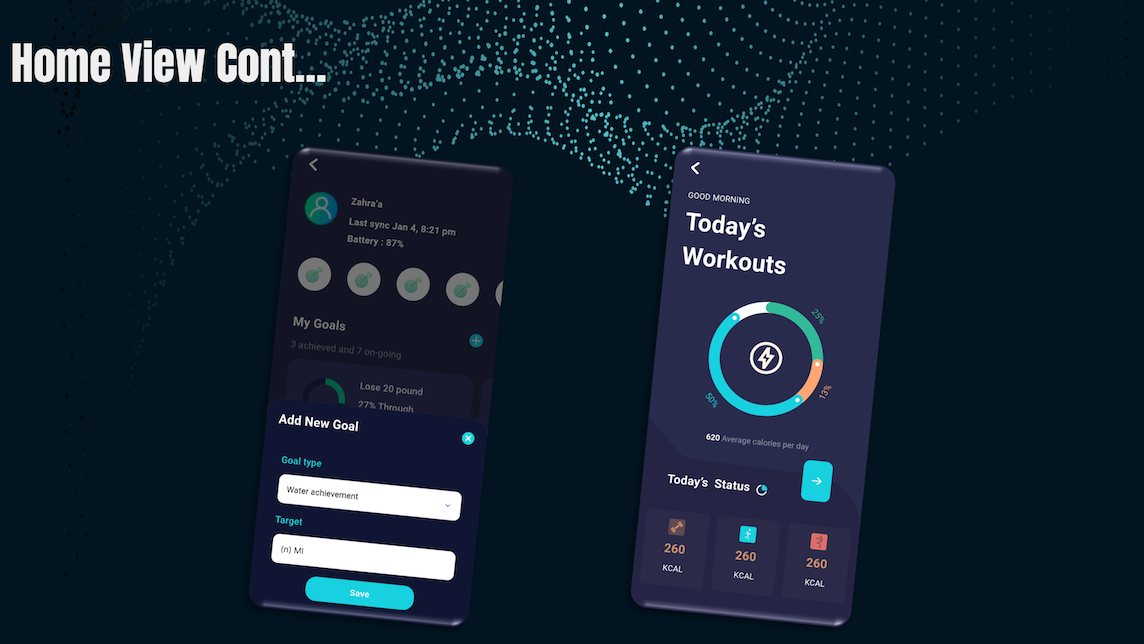 Home View Cont...
Zahra'a
Last sync Jan 4, 8:21 pm
Battery : 87%
My Goals
3 achieved and 7 on-going
Lose 20 pound
27% Through
Add New Goal
Goal type
Water achievement
Target
(n) Ml
Save
GOOD MORNING
Today's
Workouts
25%
13%
50%
620 Average calories per day
Today's Status
260
KCAL
260
KCAL
260
KCAL